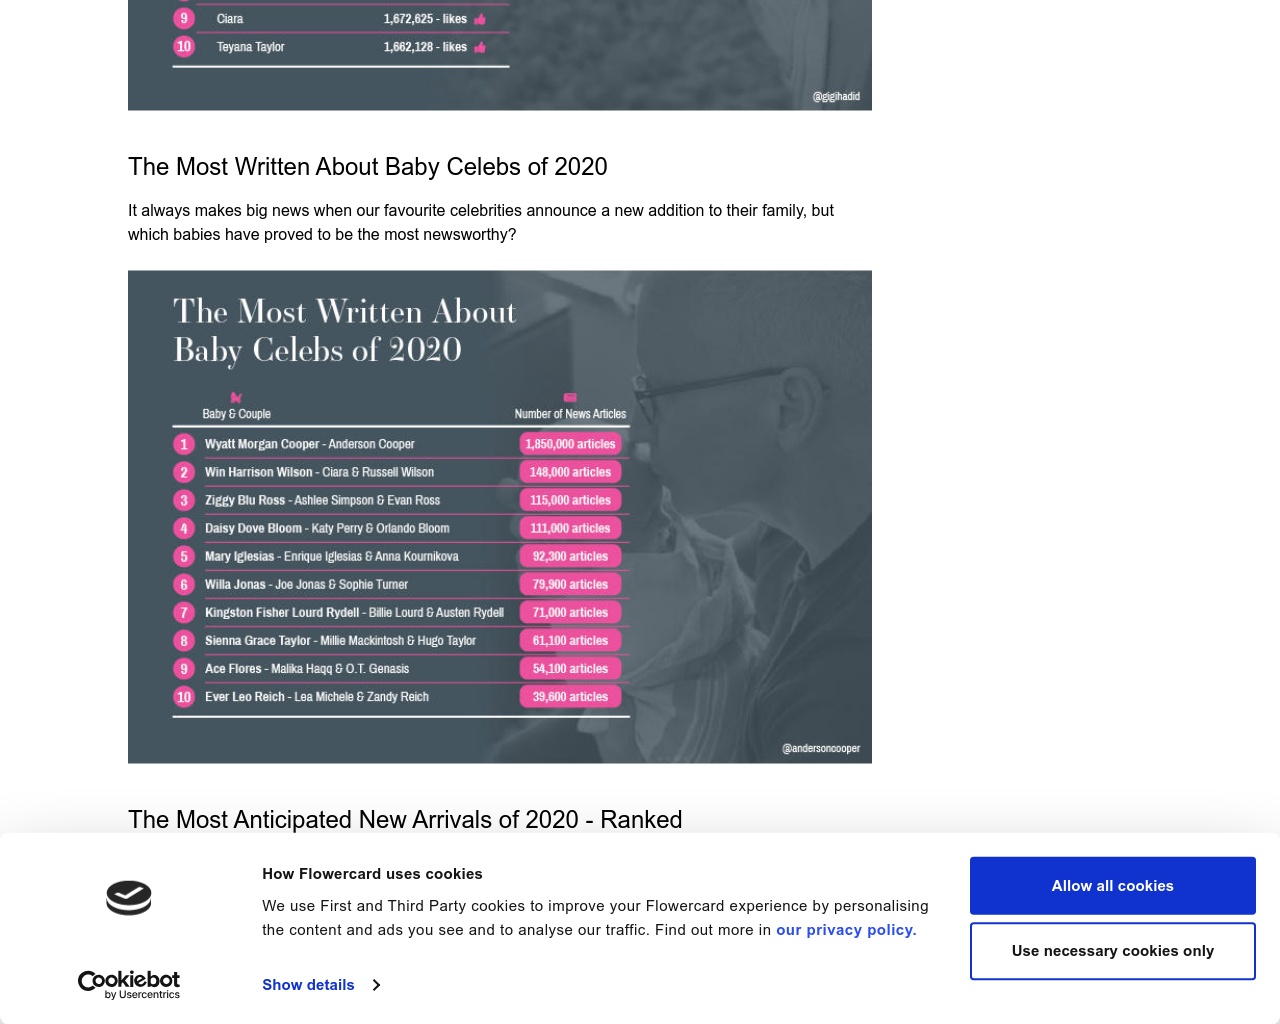 9 Ciara 1,672,625 - likes
10 Teyana Taylor 1,662,128 - likes
@gigihadid
The Most Written About Baby Celebs of 2020
It always makes big news when our favourite celebrities announce a new addition to their family, but
which babies have proved to be the most newsworthy?
The Most Written About
Baby Celebs of 2020
Baby & Couple Number of News Articles
1 Wyatt Morgan Cooper - Anderson Cooper 1,850,000 articles
2 Win Harrison Wilson - Ciara & Russell Wilson 148,000 articles
3 Ziggy Blu Ross - Ashlee Simpson & Evan Ross 115,000 articles
4 Daisy Dove Bloom - Katy Perry & Orlando Bloom 111,000 articles
5 Mary Iglesias - Enrique Iglesias & Anna Kournikova 92,300 articles
6 Willa Jonas - Joe Jonas & Sophie Turner 79,900 articles
7 Kingston Fisher Lourd Rydell - Billie Lourd & Austen Rydell 71,000 articles
8 Sienna Grace Taylor - Millie Mackintosh & Hugo Taylor 61,100 articles
9 Ace Flores - Malika Haqq & O.T. Genasis 54,100 articles
10 Ever Leo Reich - Lea Michele & Zandy Reich 39,600 articles
@andersoncooper
The Most Anticipated New Arrivals of 2020 - Ranked
How Flowercard uses cookies
We use First and Third Party cookies to improve your Flowercard experience by personalising
the content and ads you see and to analyse our traffic. Find out more in our privacy policy.
Show details
Allow all cookies
Use necessary cookies only
Cookiebot
by Usercentrics